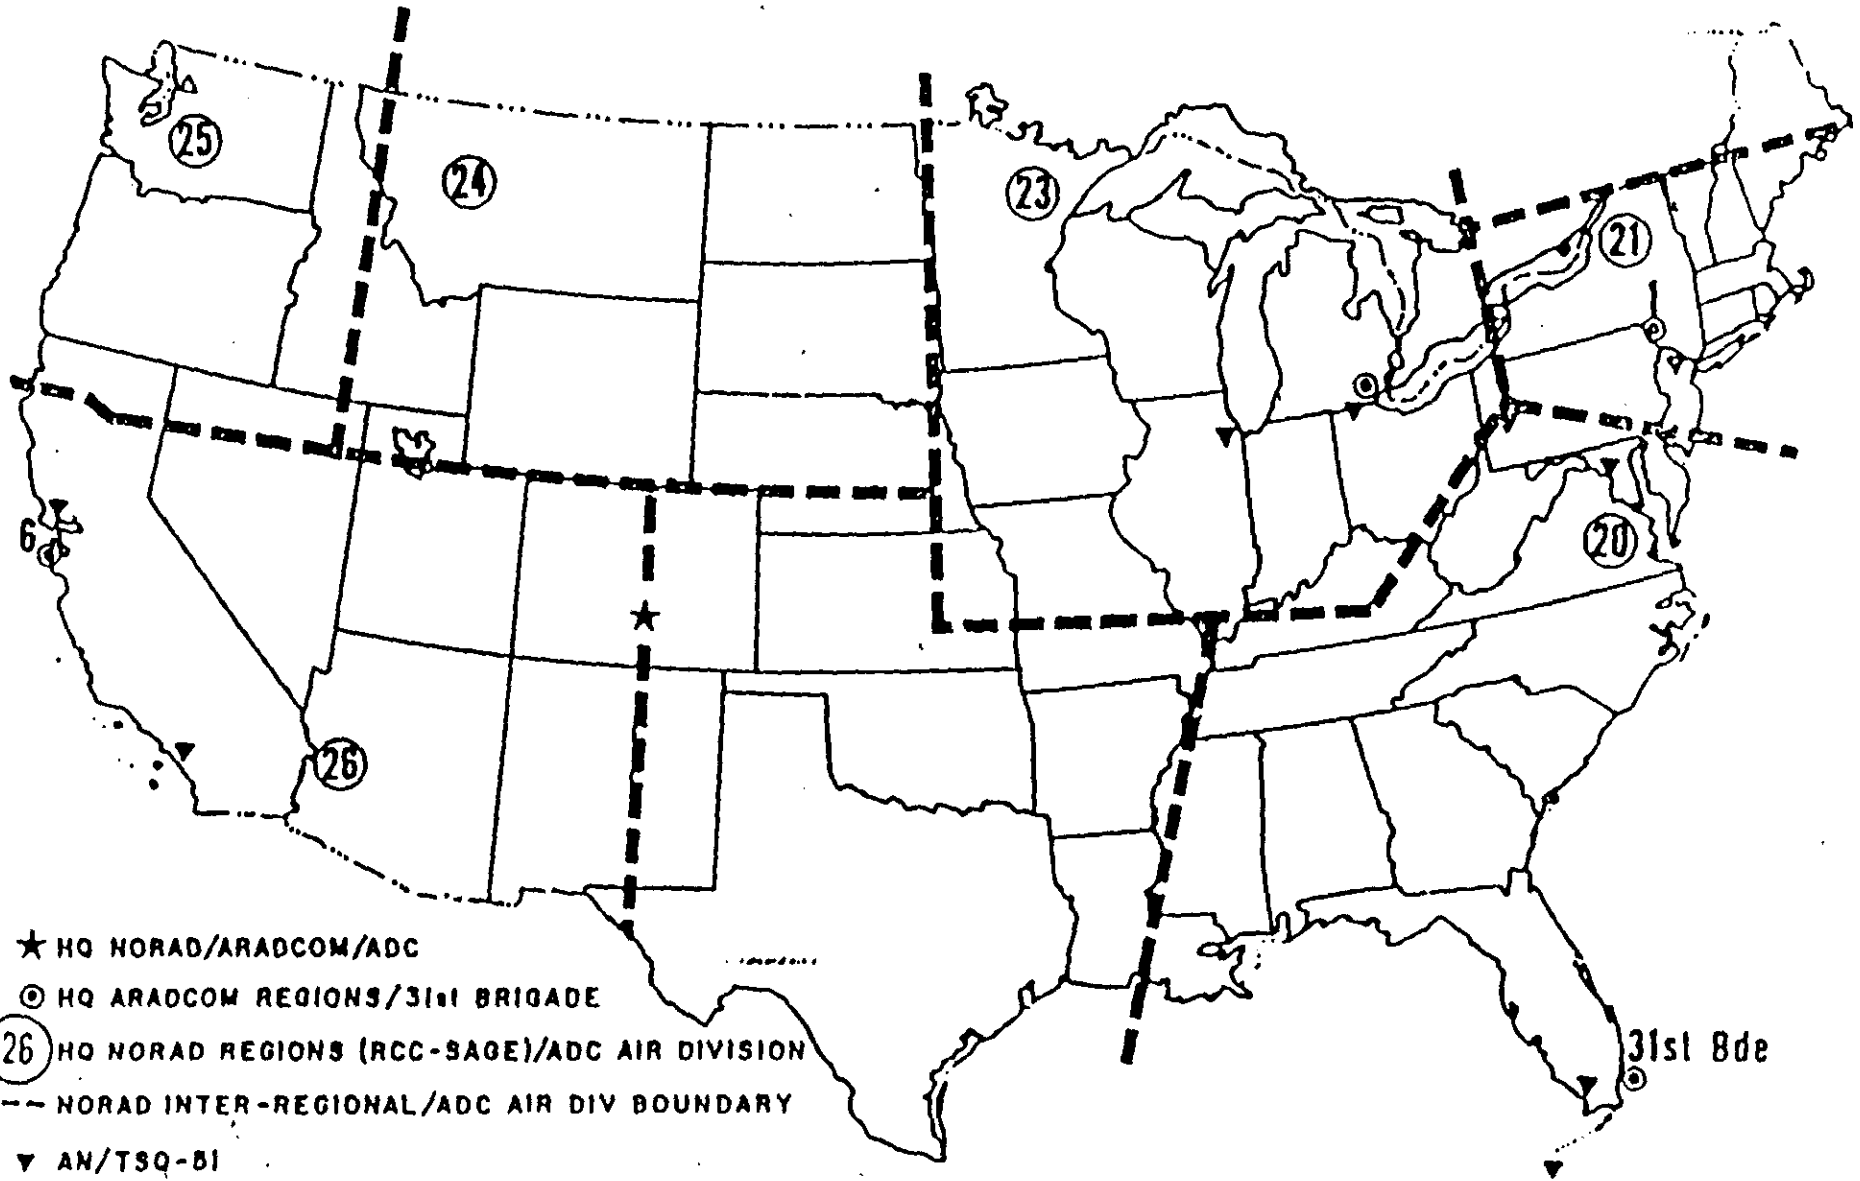 25
24
23
21
6
20
26
★ HQ NORAD/ARADCOM/ADC
HQ ARADCOM REGIONS/31st BRIGADE
26 HQ NORAD REGIONS (RCC-SAGE)/ADC AIR DIVISION
31st Bde
-- NORAD INTER-REGIONAL/ADC AIR DIV BOUNDARY
▼ AN/TSQ-51